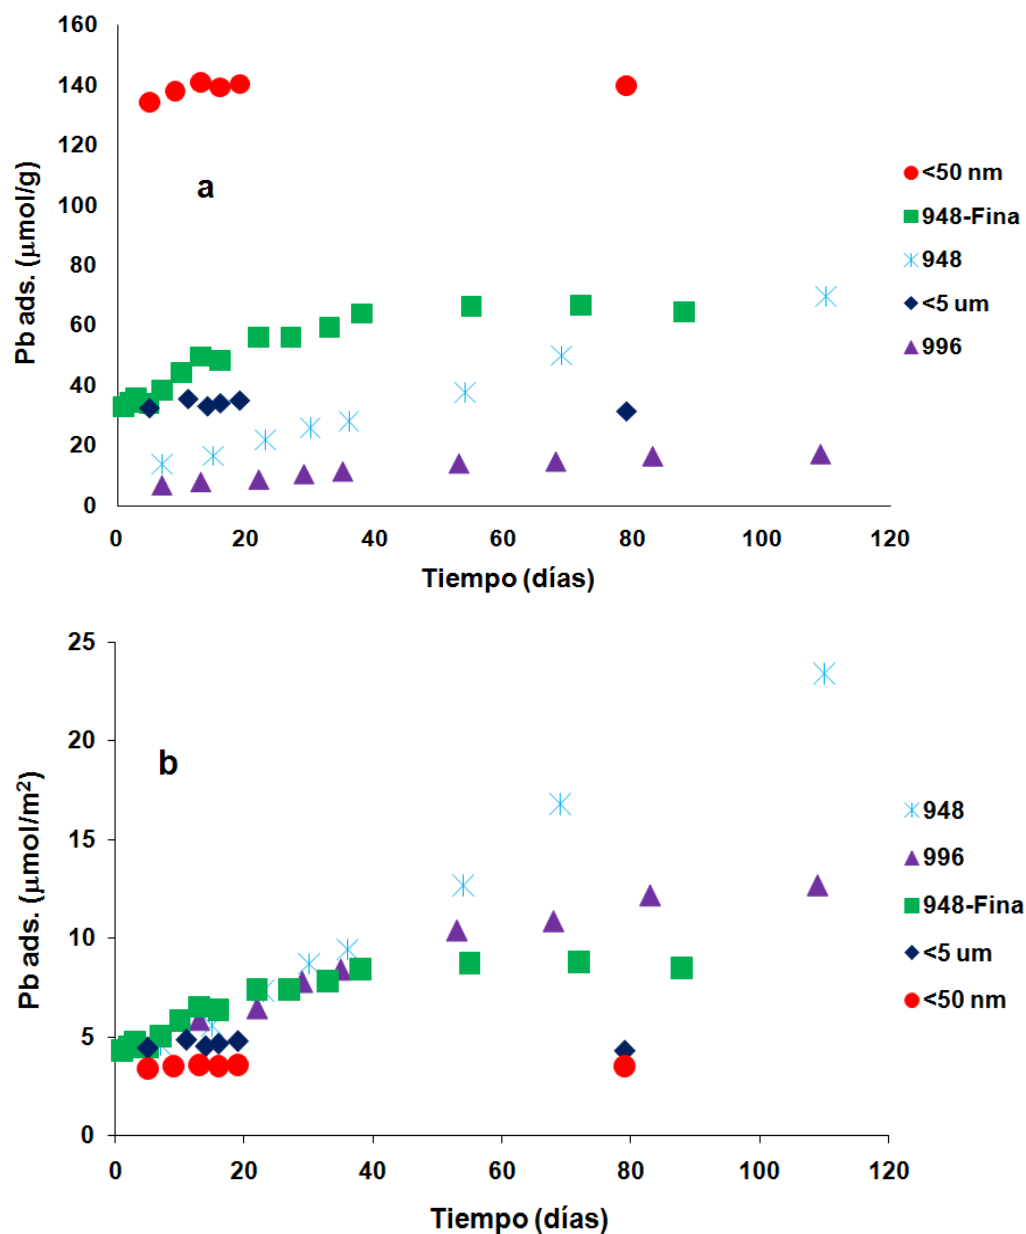 160
140
120
100
80
60
40
20
0
Pb ads. (μmol/g)
a
0 20 40 60 80 100 120
Tiempo (días)
<50 nm
948-Fina
948
<5 um
996
25
20
15
10
5
0
Pb ads. (μmol/m²)
b
0 20 40 60 80 100 120
Tiempo (días)
948
996
948-Fina
<5 um
<50 nm